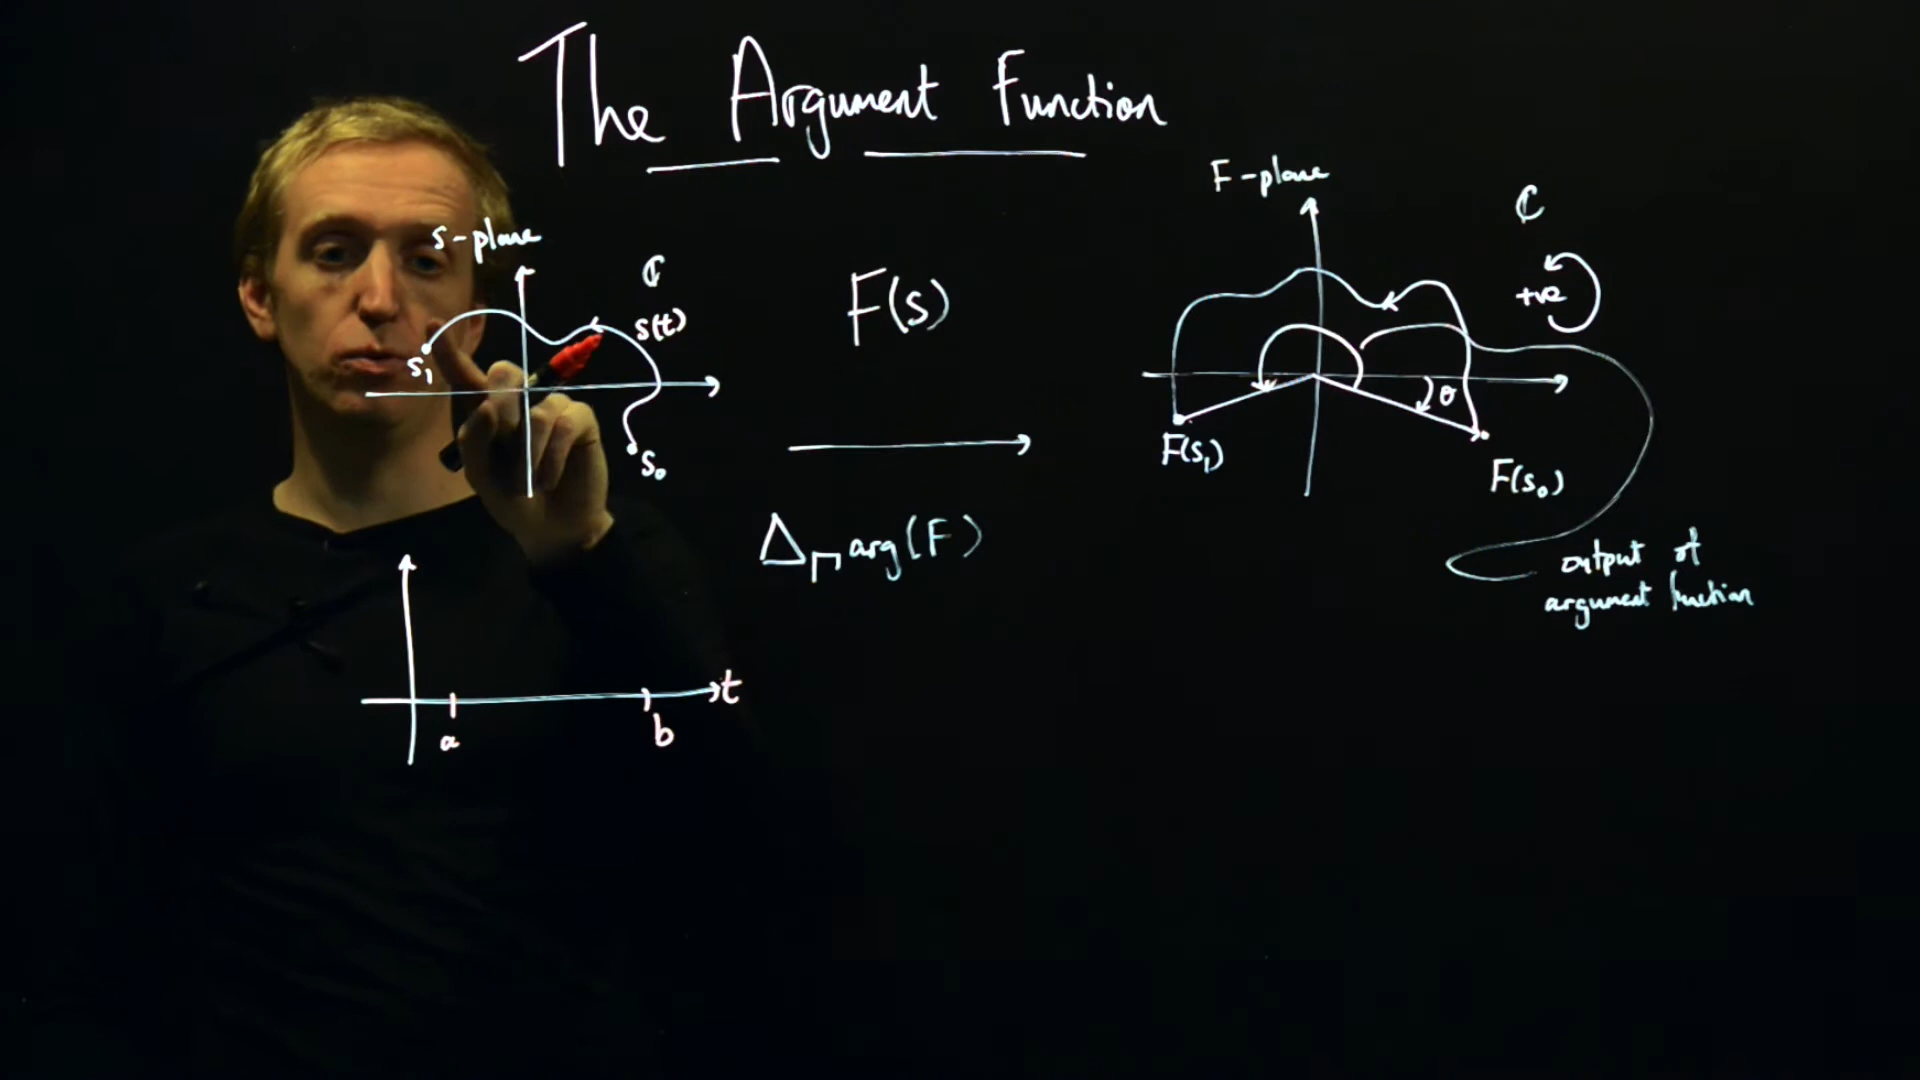 The Argument Function
s-plane
ℂ
s(t)
s₁
s₀
F(s)
Δ_Γ arg(F)
F-plane
ℂ
+ve
θ
F(s₁)
F(s₀)
output of
argument function
t
a
b